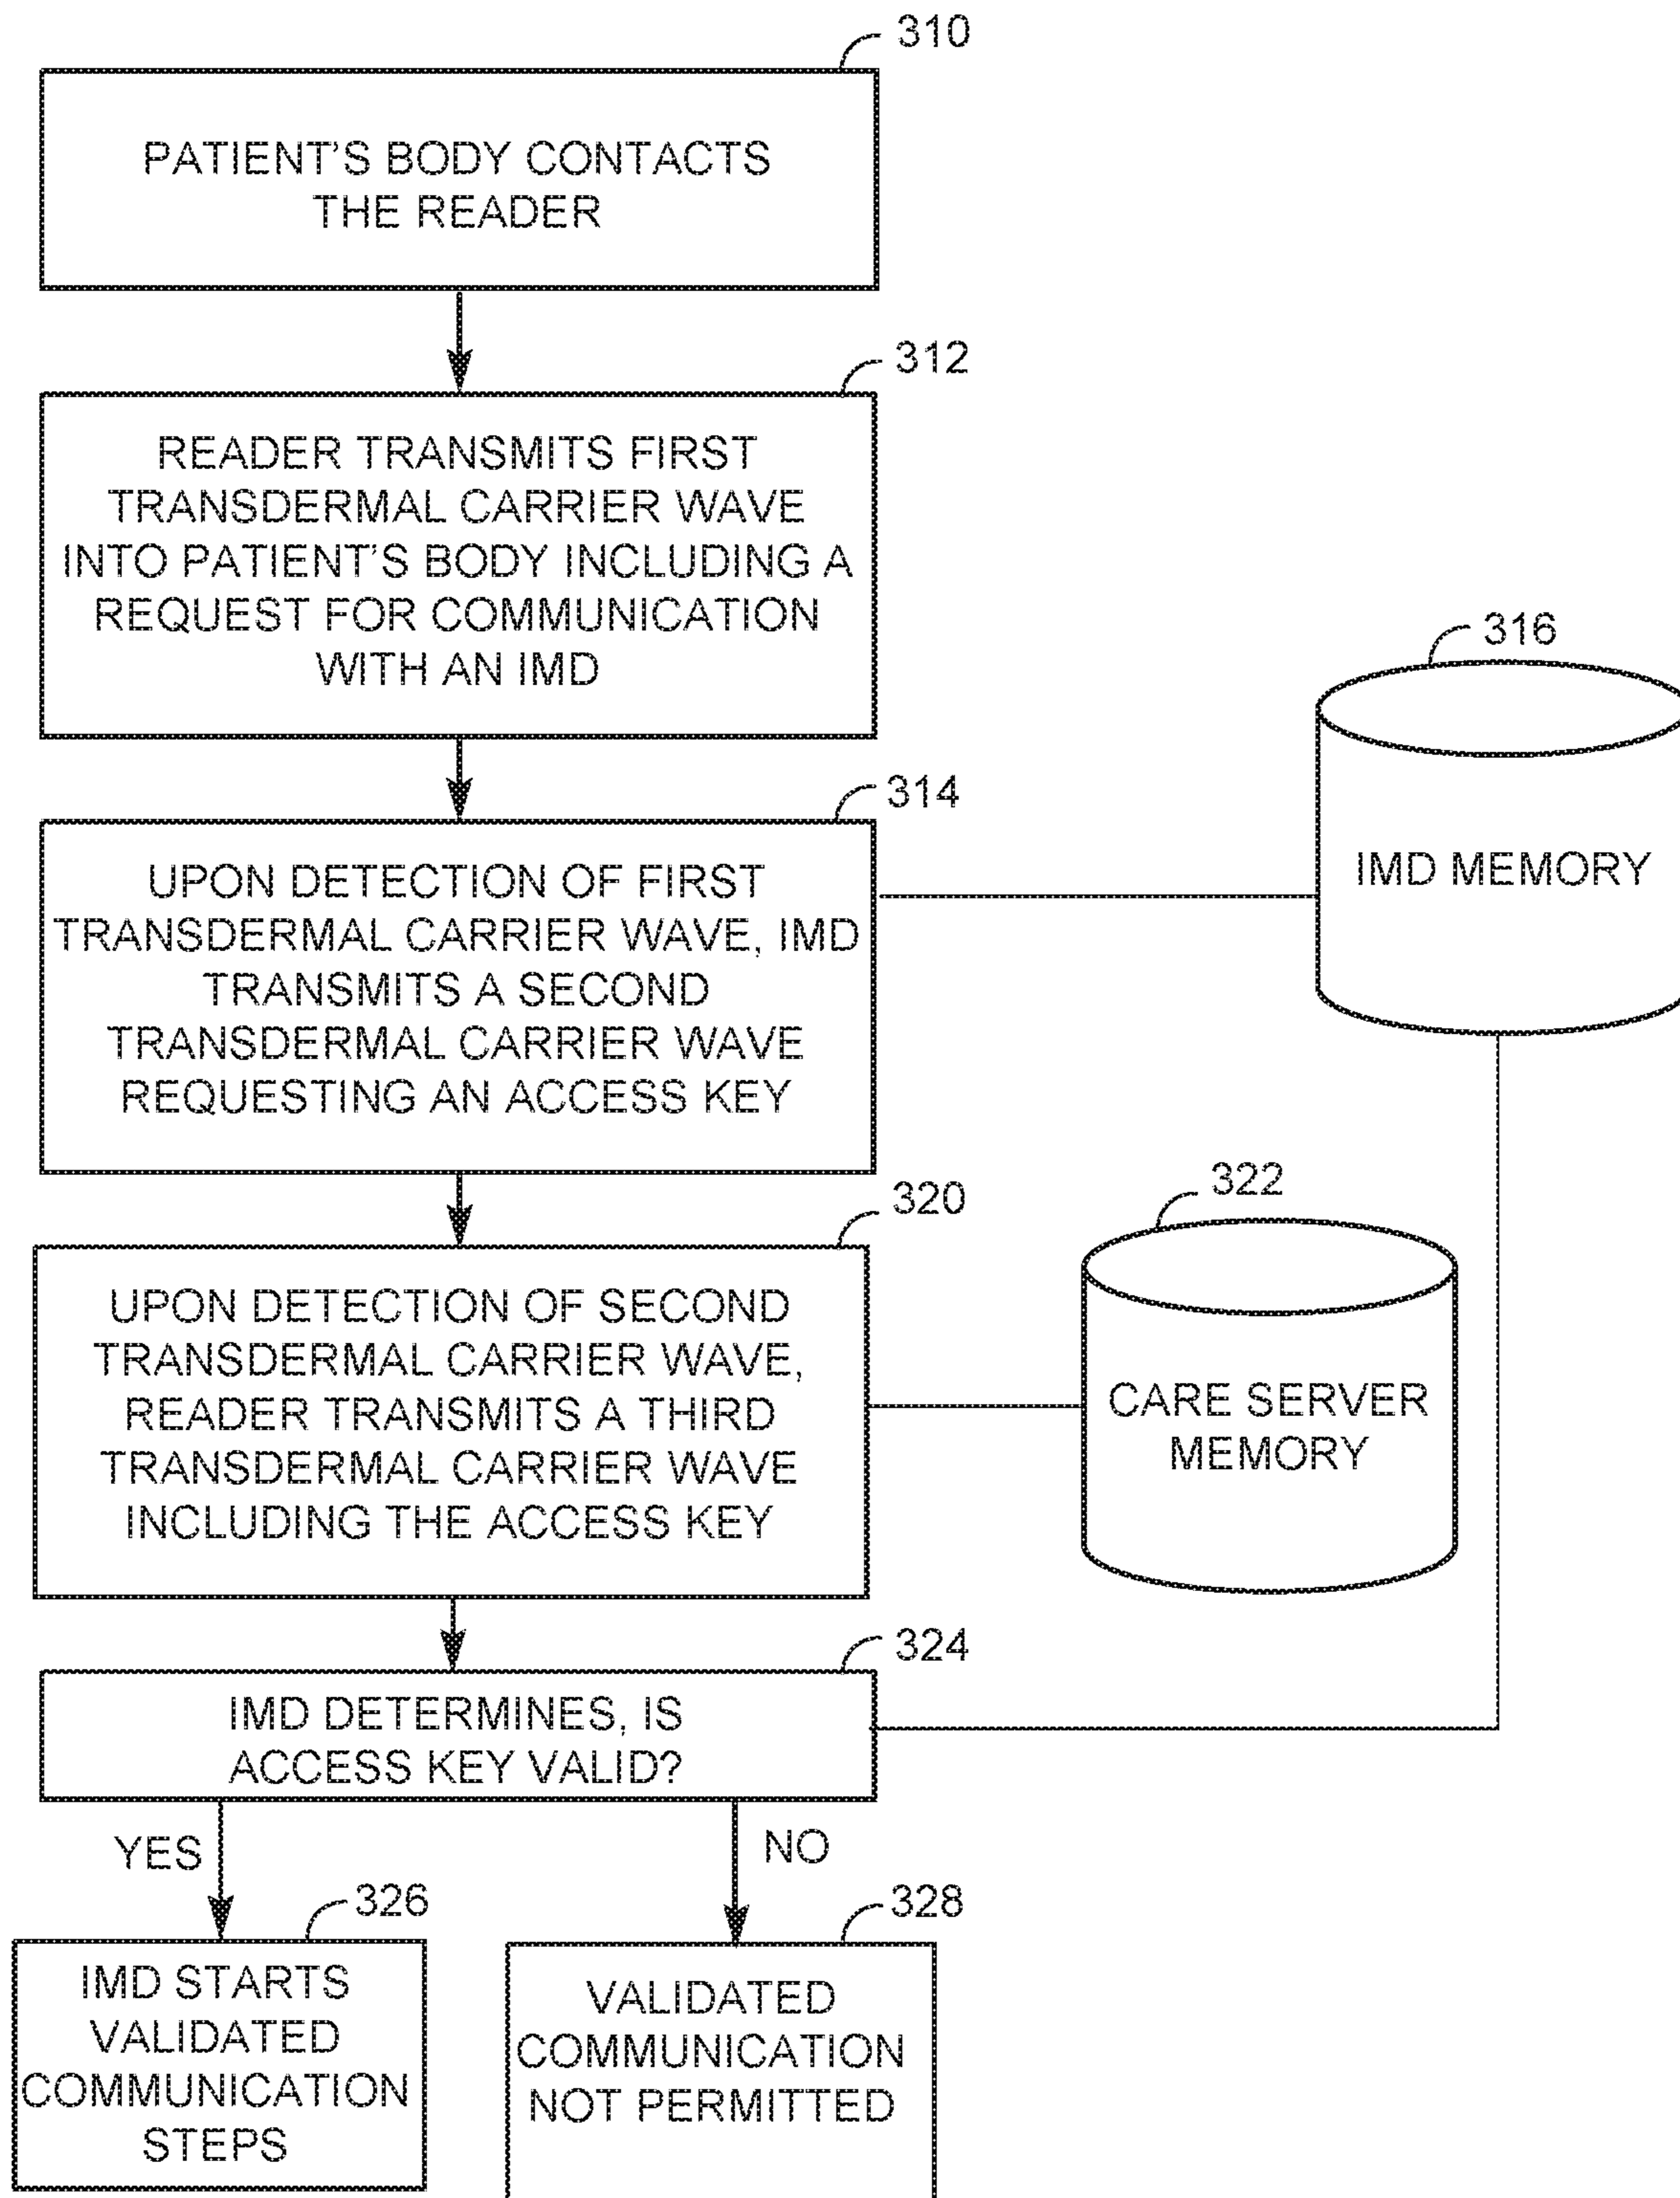 310
PATIENT'S BODY CONTACTS
THE READER
312
READER TRANSMITS FIRST
TRANSDERMAL CARRIER WAVE
INTO PATIENT'S BODY INCLUDING A
REQUEST FOR COMMUNICATION
WITH AN IMD
314
UPON DETECTION OF FIRST
TRANSDERMAL CARRIER WAVE, IMD
TRANSMITS A SECOND
TRANSDERMAL CARRIER WAVE
REQUESTING AN ACCESS KEY
316
IMD MEMORY
320
UPON DETECTION OF SECOND
TRANSDERMAL CARRIER WAVE,
READER TRANSMITS A THIRD
TRANSDERMAL CARRIER WAVE
INCLUDING THE ACCESS KEY
322
CARE SERVER
MEMORY
324
IMD DETERMINES, IS
ACCESS KEY VALID?
YES
NO
326
IMD STARTS
VALIDATED
COMMUNICATION
STEPS
328
VALIDATED
COMMUNICATION
NOT PERMITTED